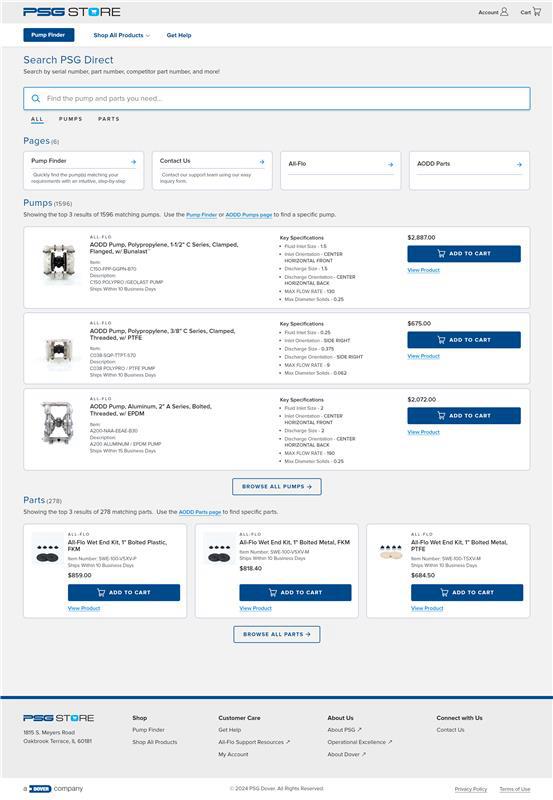 PSG STORE
Account
Cart
Pump Finder
Shop All Products
Get Help
Search PSG Direct
Search by serial number, part number, competitor part number, and more!
Find the pump and parts you need...
ALL
PUMPS
PARTS
Pages (6)
Pump Finder
Quickly find the pump(s) matching your
requirements with an intuitive, step-by-step
Contact Us
Contact our support team using our easy
inquiry form.
All-Flo
AODD Parts
Pumps (1596)
Showing the top 3 results of 1596 matching pumps. Use the Pump Finder or AODD Pumps page to find a specific pump.
ALL-FLO
AODD Pump, Polypropylene, 1-1/2" C Series, Clamped,
Flanged, w/ Bunalast™
Item:
C150-FPP-GGPN-B70
Description:
C150 POLYPRO /GEOLAST PUMP
Ships Within 10 Business Days
Key Specifications
• Fluid Inlet Size - 1.5
• Inlet Orientation - CENTER
HORIZONTAL FRONT
• Discharge Size - 1.5
• Discharge Orientation - CENTER
HORIZONTAL BACK
• MAX FLOW RATE - 130
• Max Diameter Solids - 0.25
$2,887.00
ADD TO CART
View Product
ALL-FLO
AODD Pump, Polypropylene, 3/8" C Series, Clamped,
Threaded, w/ PTFE
Item:
C038-SQP-TTPT-S70
Description:
C038 POLYPRO / PTFE PUMP
Ships Within 10 Business Days
Key Specifications
• Fluid Inlet Size - 0.25
• Inlet Orientation - SIDE RIGHT
• Discharge Size - 0.375
• Discharge Orientation - SIDE RIGHT
• MAX FLOW RATE - 9
• Max Diameter Solids - 0.062
$675.00
ADD TO CART
View Product
AODD Pump, Aluminum, 2" A Series, Bolted,
Threaded, w/ EPDM
Item:
A200-NAA-EEAE-B30
Description:
A200 ALUMINUM / EPDM PUMP
Ships Within 15 Business Days
Key Specifications
• Fluid Inlet Size - 2
• Inlet Orientation - CENTER
HORIZONTAL FRONT
• Discharge Size - 2
• Discharge Orientation - CENTER
HORIZONTAL BACK
• MAX FLOW RATE - 190
• Max Diameter Solids - 0.25
$2,072.00
ADD TO CART
View Product
BROWSE ALL PUMPS →
Parts (278)
Showing the top 3 results of 278 matching parts. Use the AODD Parts page to find specific parts.
ALL-FLO
All-Flo Wet End Kit, 1" Bolted Plastic,
FKM
Item Number: SWE-100-VSXV-P
Ships Within 10 Business Days
$859.00
ADD TO CART
View Product
ALL-FLO
All-Flo Wet End Kit, 1" Bolted Metal, FKM
Item Number: SWE-100-VSXV-M
Ships Within 10 Business Days
$818.40
ADD TO CART
View Product
ALL-FLO
All-Flo Wet End Kit, 1" Bolted Metal,
PTFE
Item Number: SWE-100-TSXV-M
Ships Within 10 Business Days
$684.50
ADD TO CART
View Product
BROWSE ALL PARTS →
PSG STORE
1815 S. Meyers Road
Oakbrook Terrace, IL, 60181
Shop
Pump Finder
Shop All Products
Customer Care
Get Help
All-Flo Support Resources ↗
My Account
About Us
About PSG ↗
Operational Excellence ↗
About Dover ↗
Connect with Us
Contact Us
a DOVER company
© 2024 PSG Dover. All Rights Reserved.
Privacy Policy
Terms of Use